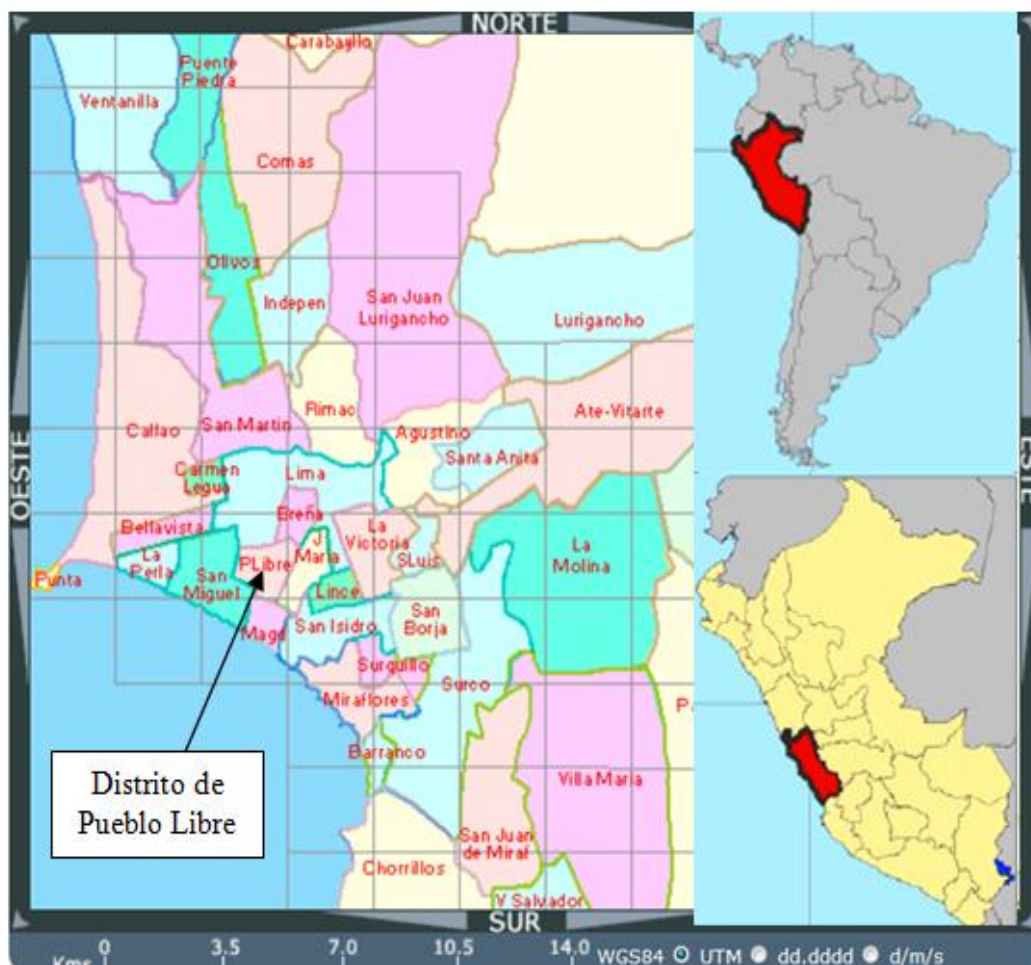 NORTE
Carabayllo
Puente
Piedra
Ventanilla
Comas
Olivos
Indepen
San Juan
Lurigancho
Lurigancho
Rimac
Ate-Vitarte
Callao
San Martin
Agustino
Santa Anita
OESTE
Carmen
Legua
Lima
Bellavista
Breña
La
Victoria
J
Maria
La
Molina
La
Perla
San
Miguel
PLibre
SLuis
Punta
Lince
San
Borja
Magd
San Isidro
Surquillo
Surco
Miraflores
Barranco
Villa Maria
Distrito de
Pueblo Libre
San Juan
de Miraf
Chorrillos
V Salvador
SUR
Kms
0 3.5 7.0 10.5 14.0
WGS84 UTM dd.dddd d/m/s